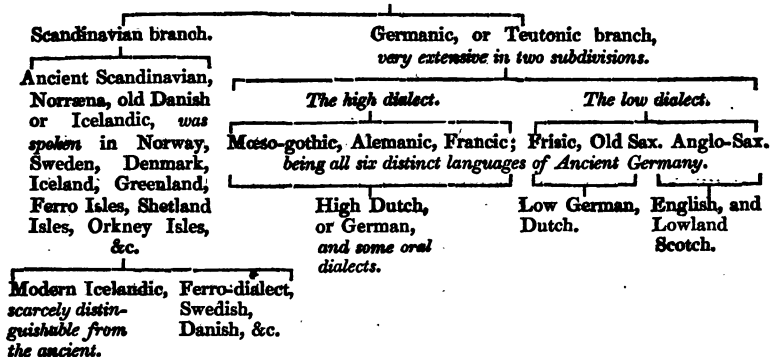 Scandinavian branch.
Germanic, or Teutonic branch,
very extensive in two subdivisions.
Ancient Scandinavian,
Norræna, old Danish
or Icelandic, was
spoken in Norway,
Sweden, Denmark,
Iceland, Greenland,
Ferro Isles, Shetland
Isles, Orkney Isles,
&c.
The high dialect.
The low dialect.
Mœso-gothic, Alemanic, Francic; Frisic, Old Sax. Anglo-Sax.
being all six distinct languages of Ancient Germany.
High Dutch,
or German,
and some oral
dialects.
Low German,
Dutch.
English, and
Lowland
Scotch.
Modern Icelandic,
scarcely distin-
guishable from
the ancient.
Ferro-dialect,
Swedish,
Danish, &c.